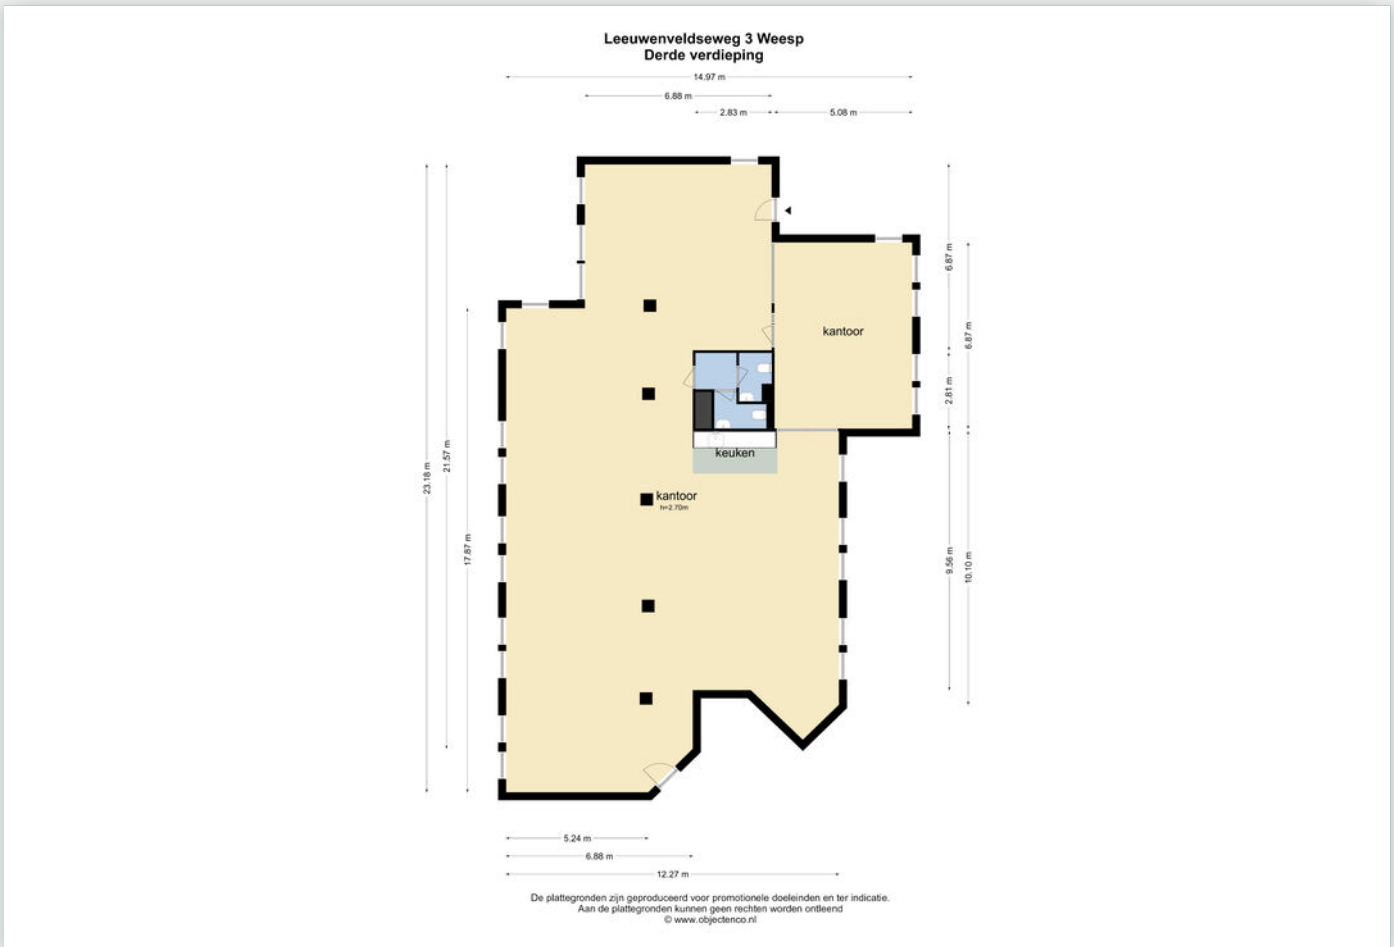 Leeuwenveldseweg 3 Weesp
Derde verdieping
14.97 m
6.88 m
2.83 m
5.08 m
6.87 m
6.87 m
kantoor
2.81 m
21.57 m
23.18 m
keuken
kantoor
h=2.70m
17.87 m
9.56 m
10.10 m
5.24 m
6.88 m
12.27 m
De plattegronden zijn geproduceerd voor promotionele doeleinden en ter indicatie.
Aan de plattegronden kunnen geen rechten worden ontleend
© www.objectenco.nl